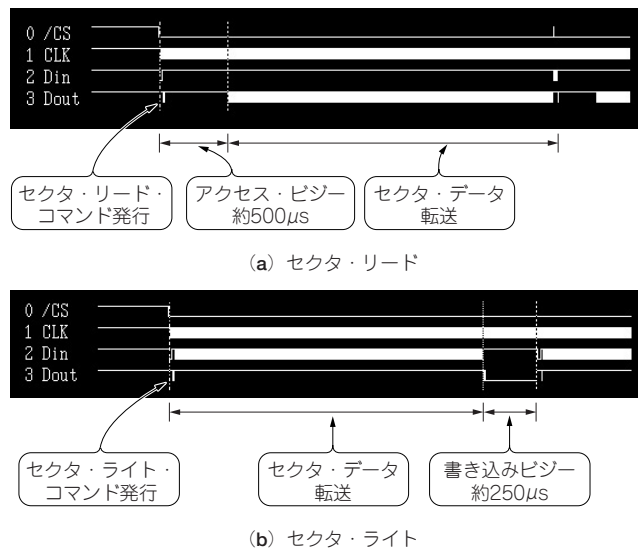 0 /CS
1 CLK
2 Din
3 Dout
セクタ・リード・
コマンド発行
アクセス・ビジー
約500μs
セクタ・データ
転送
(a) セクタ・リード
0 /CS
1 CLK
2 Din
3 Dout
セクタ・ライト・
コマンド発行
セクタ・データ
転送
書き込みビジー
約250μs
(b) セクタ・ライト